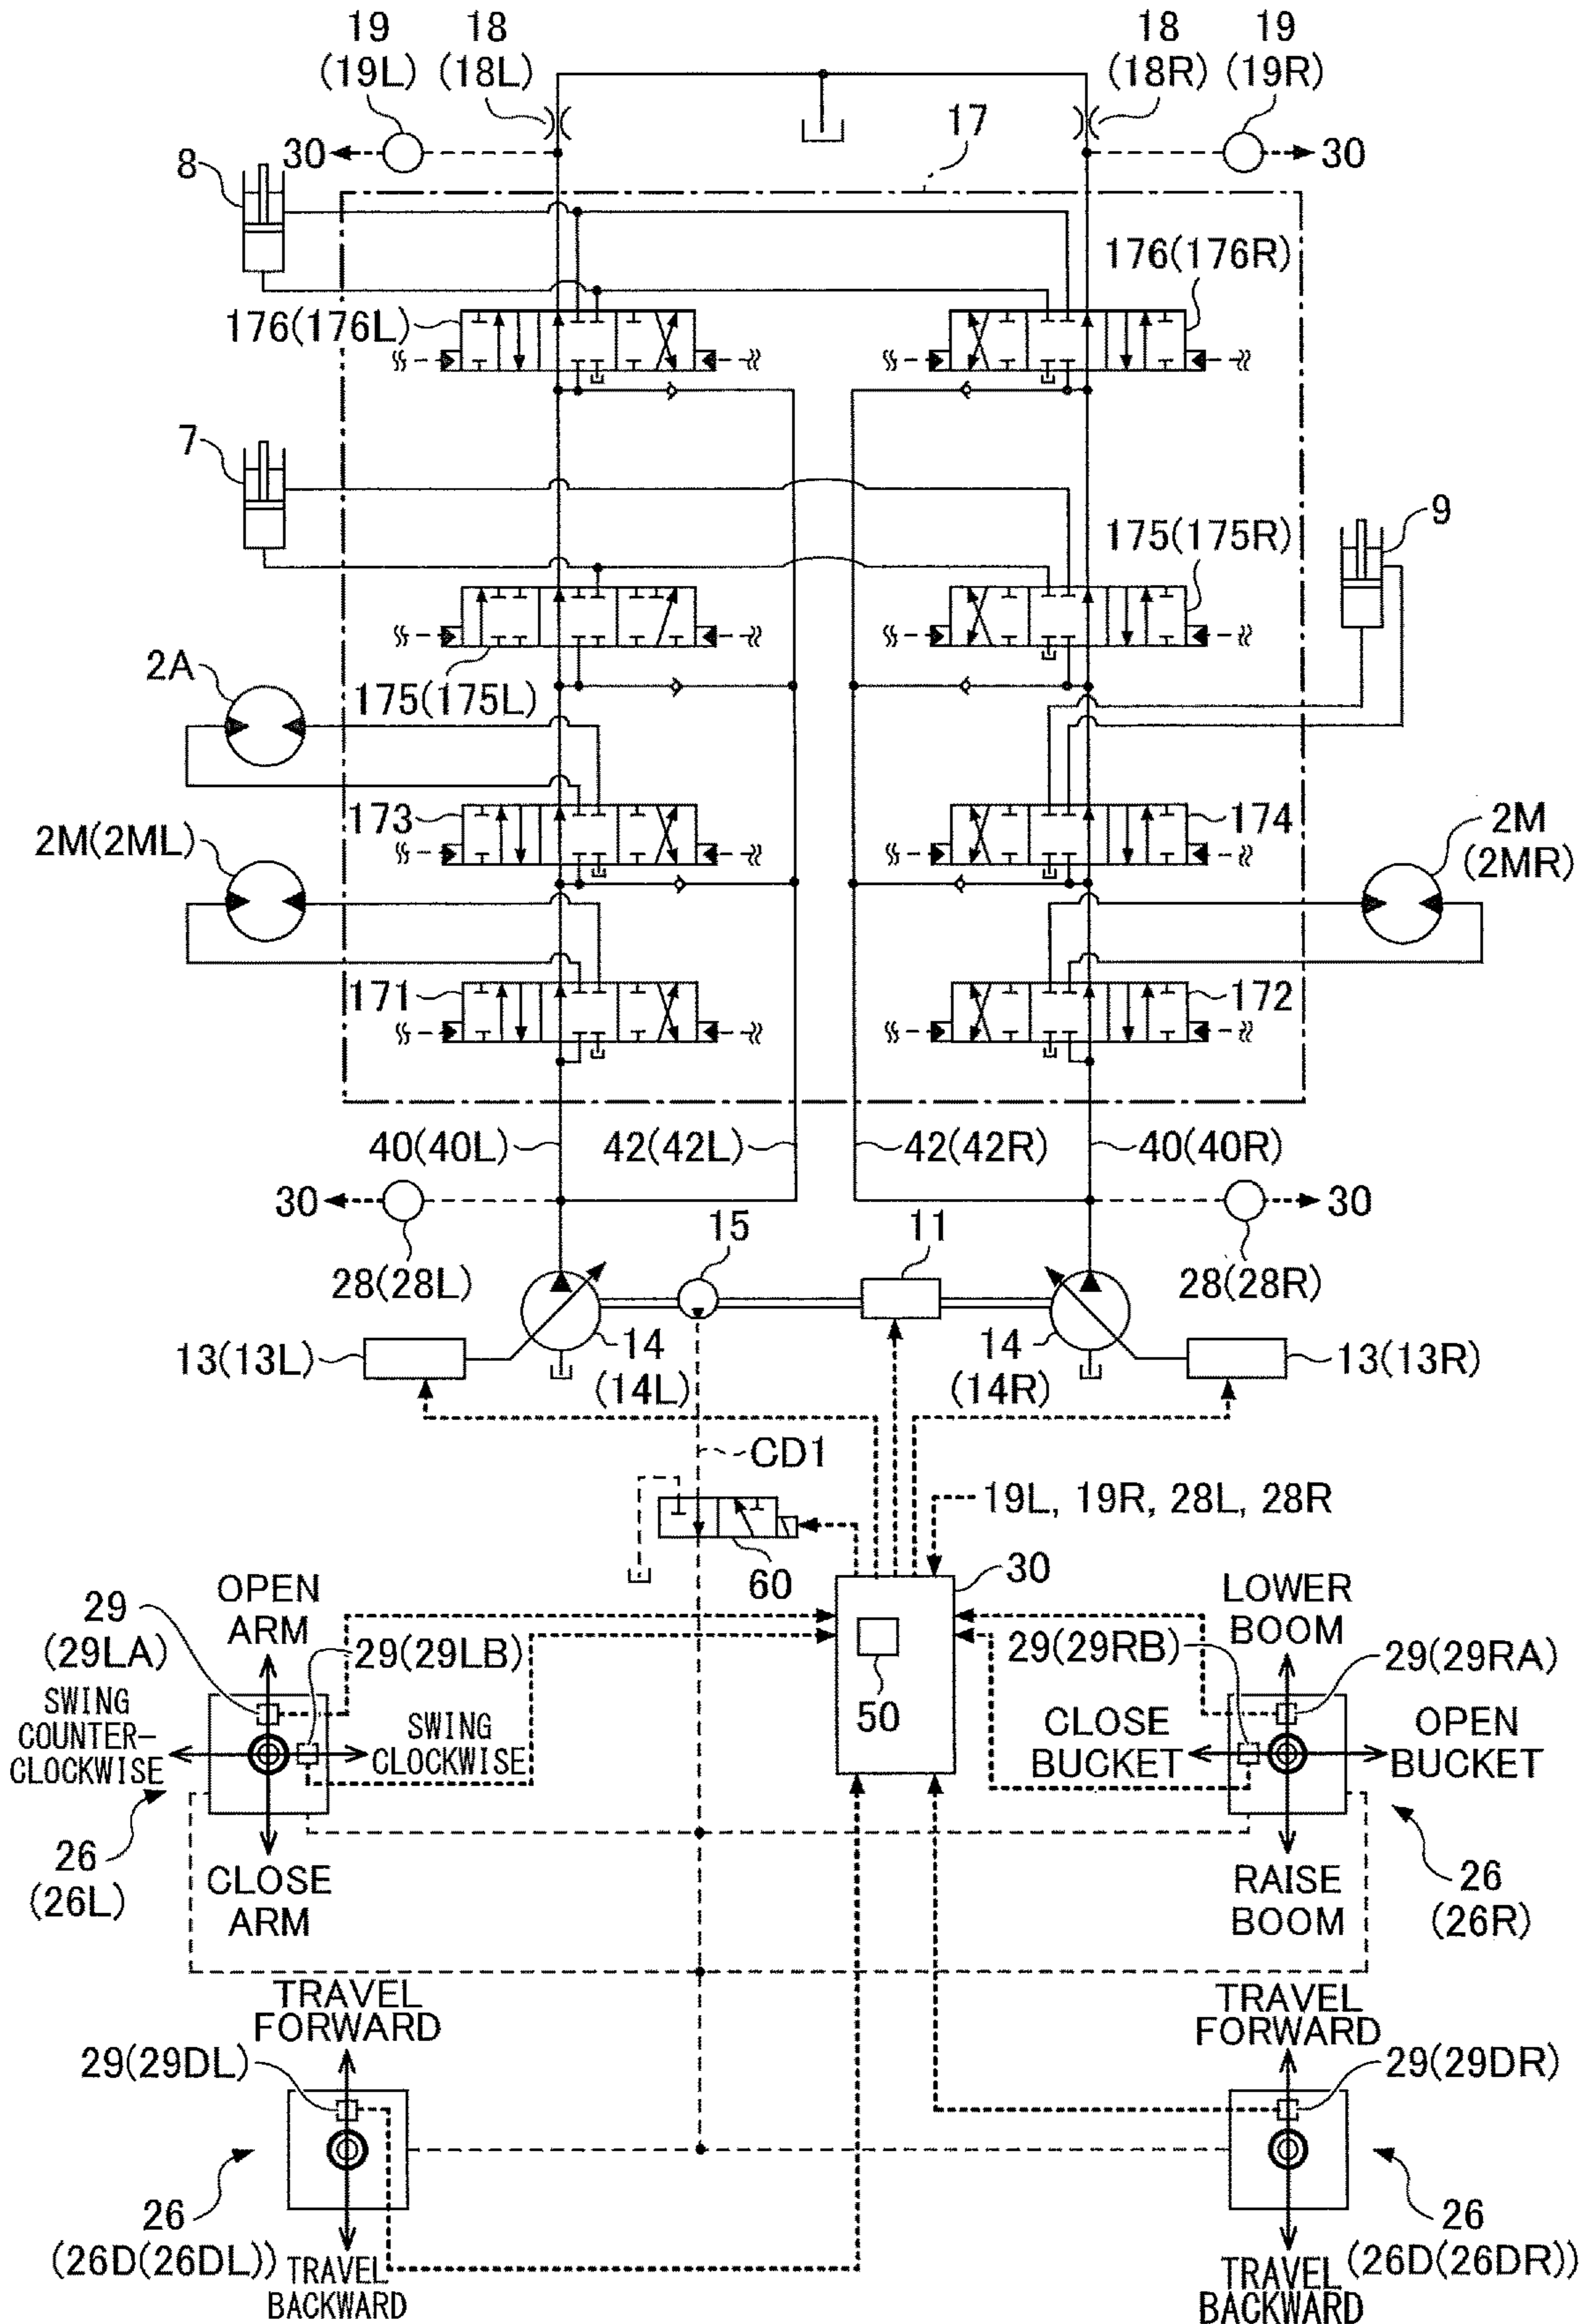 19 18 18 19
(19L) (18L) (18R) (19R)
17
30 30
8
176(176R)
176(176L)
7
9
175(175R)
2A
175(175L)
173 174
2M(2ML) 2M
(2MR)
171 172
40(40L) 42(42L) 42(42R) 40(40R)
30 30
15 11
28(28L) 28(28R)
13(13L) 14 14 13(13R)
(14L) (14R)
CD1
19L, 19R, 28L, 28R
60 30
OPEN
ARM
LOWER
BOOM
29
(29LA)
29(29LB) 29(29RB) 29(29RA)
50
SWING
COUNTER-
CLOCKWISE
SWING
CLOCKWISE
CLOSE
BUCKET
OPEN
BUCKET
26
(26L)
CLOSE
ARM
RAISE
BOOM
26
(26R)
TRAVEL
FORWARD
TRAVEL
FORWARD
29(29DL) 29(29DR)
26
(26D(26DL))
TRAVEL
BACKWARD
TRAVEL
BACKWARD
26
(26D(26DR))